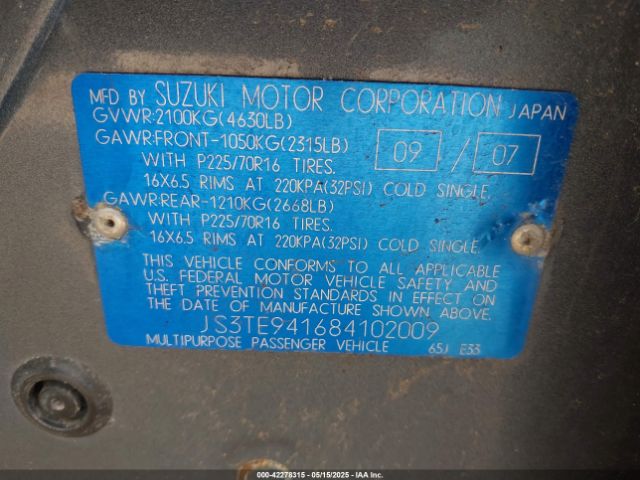 MFD BY SUZUKI MOTOR CORPORATION JAPAN
GVWR:2100KG(4630LB)
GAWR:FRONT-1050KG(2315LB) 09 / 07
WITH P225/70R16 TIRES.
16X6.5 RIMS AT 220KPA(32PSI) COLD SINGLE.
GAWR:REAR-1210KG(2668LB)
WITH P225/70R16 TIRES.
16X6.5 RIMS AT 220KPA(32PSI) COLD SINGLE.
THIS VEHICLE CONFORMS TO ALL APPLICABLE
U.S. FEDERAL MOTOR VEHICLE SAFETY AND
THEFT PREVENTION STANDARDS IN EFFECT ON
THE DATE OF MANUFACTURE SHOWN ABOVE.
JS3TE941684102009
MULTIPURPOSE PASSENGER VEHICLE 65J E33
000-42278315 - 05/15/2025 - IAA Inc.